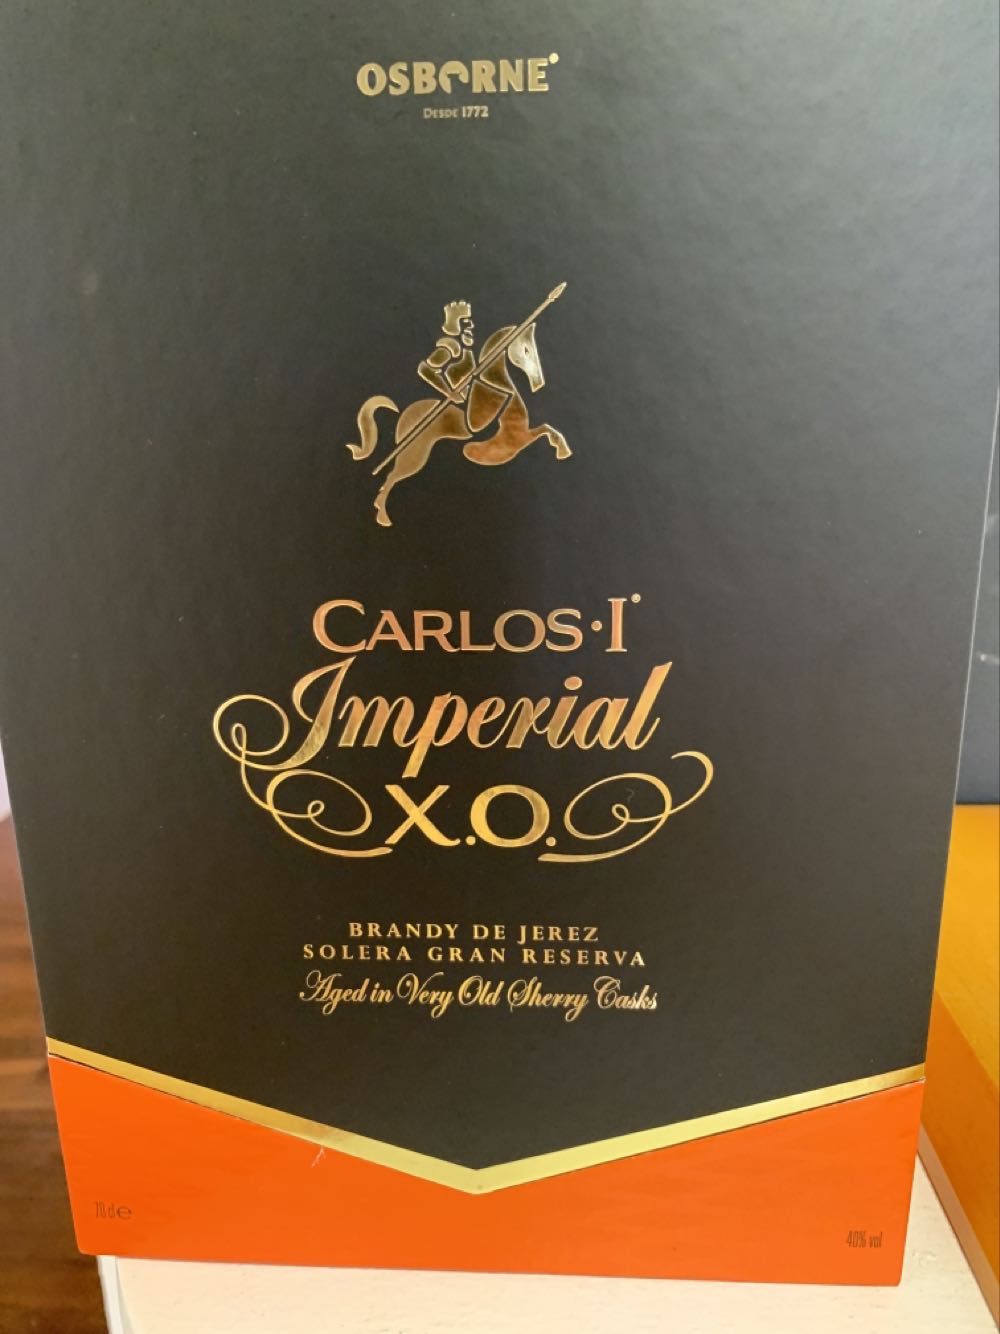 OSBORNE
DESDE 1772
CARLOS·I®
Imperial
X.O.
BRANDY DE JEREZ
SOLERA GRAN RESERVA
Aged in Very Old Sherry Casks
70 cl e
40% vol